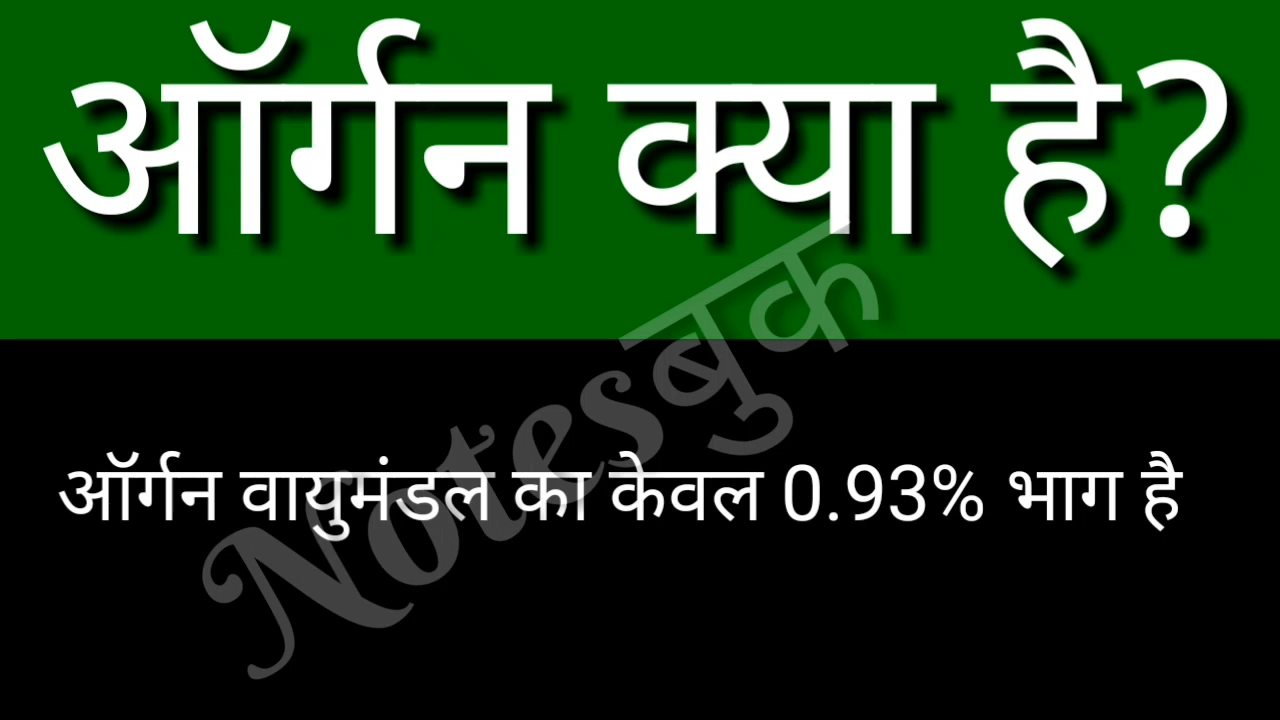 ऑर्गन क्या है?
ऑर्गन वायुमंडल का केवल 0.93% भाग है
Notesबुक